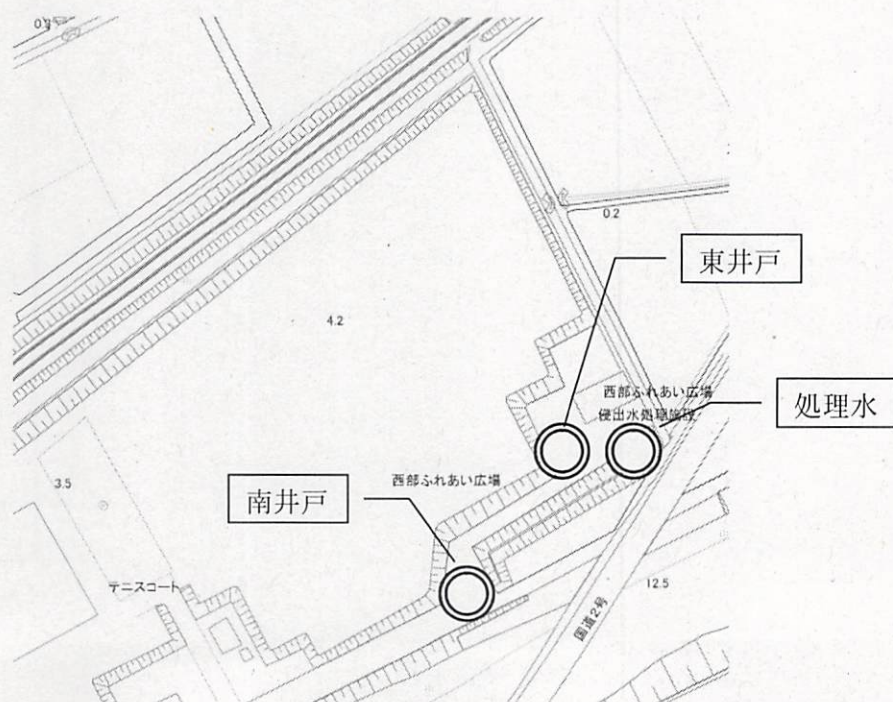 0.2
東井戸
4.2
西部ふれあい広場
浸出水処理施設
処理水
3.5
西部ふれあい広場
南井戸
テニスコート
12.5
国道2号